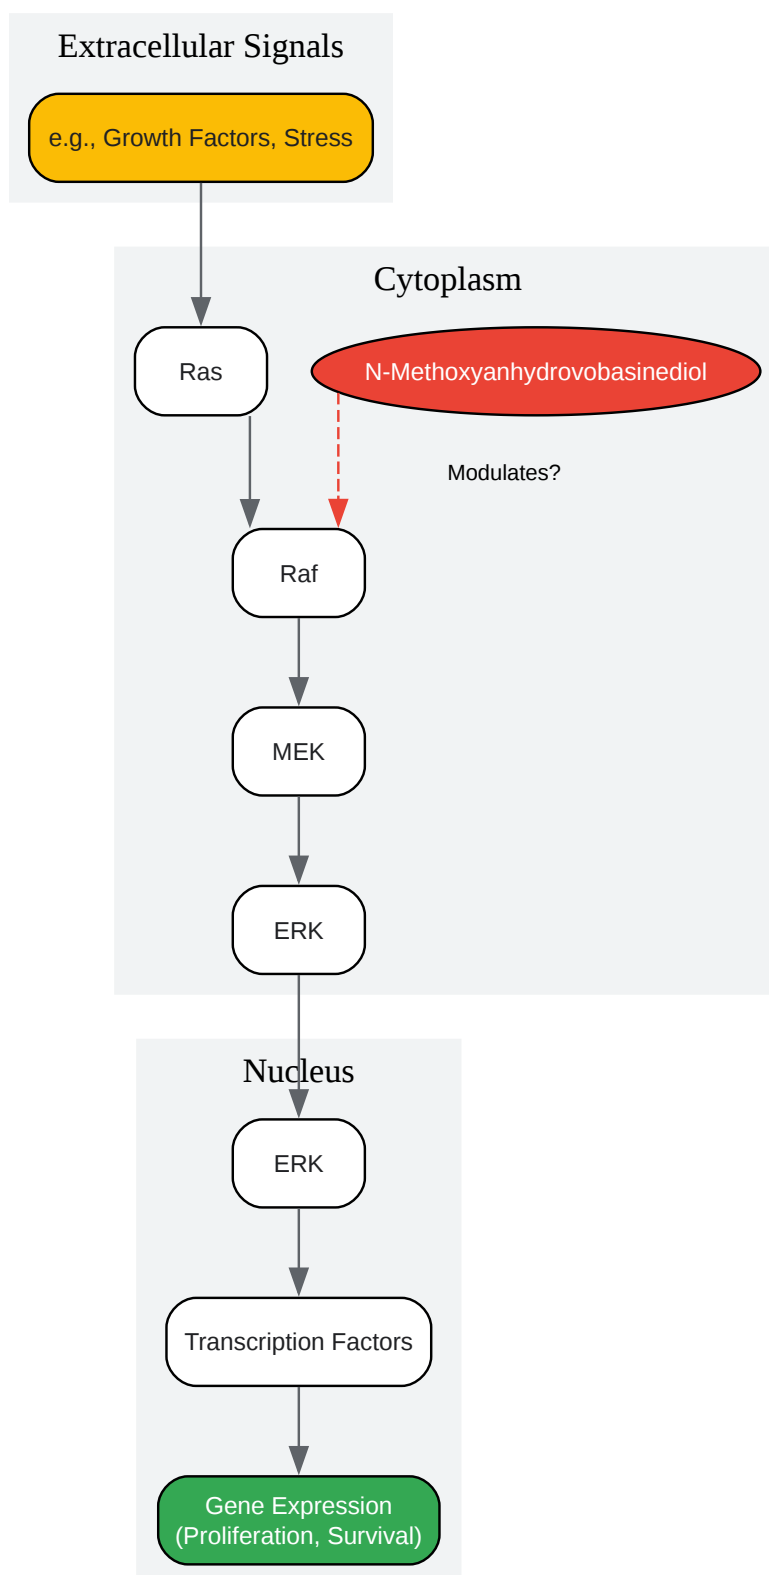 Extracellular Signals
e.g., Growth Factors, Stress
Cytoplasm
Ras
N-Methoxyanhydrovobasinediol
Modulates?
Raf
MEK
ERK
Nucleus
ERK
Transcription Factors
Gene Expression
(Proliferation, Survival)